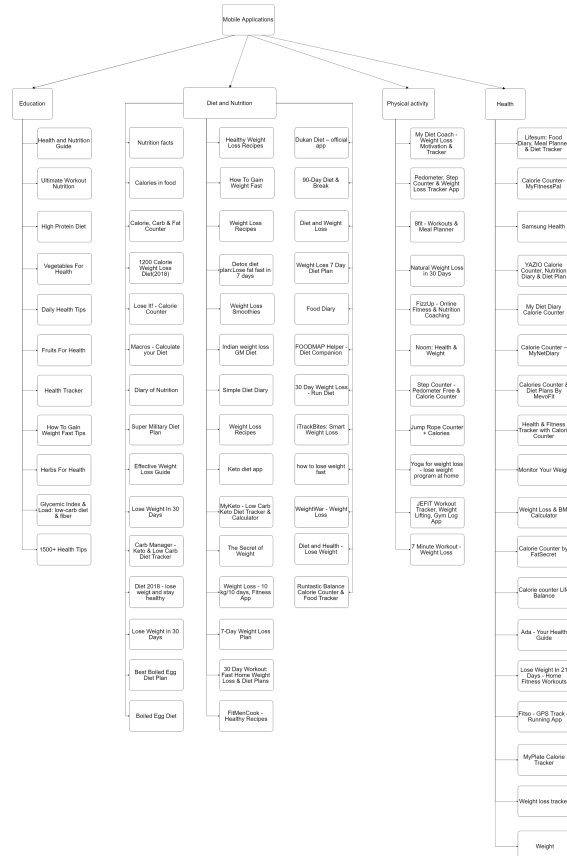 Mobile Applications
Education
Diet and Nutrition
Physical activity
Health
Health and Nutrition
Guide
Ultimate Workout
Nutrition
High Protein Diet
Vegetables For
Health
Daily Health Tips
Fruits For Health
Health Tracker
How To Gain
Weight Fast Tips
Herbs For Health
Glycemic Index &
Load: low-carb diet
& fiber
1500+ Health Tips
Nutrition facts
Calories in food
Calorie, Carb & Fat
Counter
1200 Calorie
Weight Loss
Diet(2018)
Lose It! - Calorie
Counter
Macros - Calculate
your Diet
Diary of Nutrition
Super Military Diet
Plan
Effective Weight
Loss Guide
Lose Weight In 30
Days
Carb Manager -
Keto & Low Carb
Diet Tracker
Diet 2018 - lose
weigt and stay
healthy
Lose Weight in 30
Days
Best Boiled Egg
Diet Plan
Boiled Egg Diet
Healthy Weight
Loss Recipes
How To Gain
Weight Fast
Weight Loss
Recipes
Detox diet
plan:Lose fat fast in
7 days
Weight Loss
Smoothies
Indian weight loss
GM Diet
Simple Diet Diary
Weight Loss
Recipes
Keto diet app
MyKeto - Low Carb
Keto Diet Tracker &
Calculator
The Secret of
Weight
Weight Loss - 10
kg/10 days, Fitness
App
7-Day Weight Loss
Plan
30 Day Workout:
Fast Home Weight
Loss & Diet Plans
FitMenCook -
Healthy Recipes
Dukan Diet – official
app
90-Day Diet &
Break
Diet and Weight
Loss
Weight Loss 7 Day
Diet Plan
Food Diary
FOODMAP Helper -
Diet Companion
30 Day Weight Loss
- Run Diet
iTrackBites: Smart
Weight Loss
how to lose weight
fast
WeightWar - Weight
Loss
Diet and Health -
Lose Weight
Runtastic Balance
Calorie Counter &
Food Tracker
My Diet Coach -
Weight Loss
Motivation &
Tracker
Pedometer, Step
Counter & Weight
Loss Tracker App
8fit - Workouts &
Meal Planner
Natural Weight Loss
in 30 Days
FizzUp - Online
Fitness & Nutrition
Coaching
Noom: Health &
Weight
Step Counter -
Pedometer Free &
Calorie Counter
Jump Rope Counter
+ Calories
Yoga for weight loss
- lose weight
program at home
JEFIT Workout
Tracker, Weight
Lifting, Gym Log
App
7 Minute Workout -
Weight Loss
Lifesum: Food
Diary, Meal Planner
& Diet Tracker
Calorie Counter-
MyFitnessPal
Samsung Health
YAZIO Calorie
Counter, Nutrition
Diary & Diet Plan
My Diet Diary
Calorie Counter
Calorie Counter –
MyNetDiary
Calories Counter &
Diet Plans By
MevoFit
Health & Fitness
Tracker with Calorie
Counter
Monitor Your Weight
Weight Loss & BMI
Calculator
Calorie Counter by
FatSecret
Calorie counter Life
Balance
Ada - Your Health
Guide
Lose Weight In 21
Days - Home
Fitness Workouts
Fitso - GPS Track -
Running App
MyPlate Calorie
Tracker
Weight loss tracker
Weight